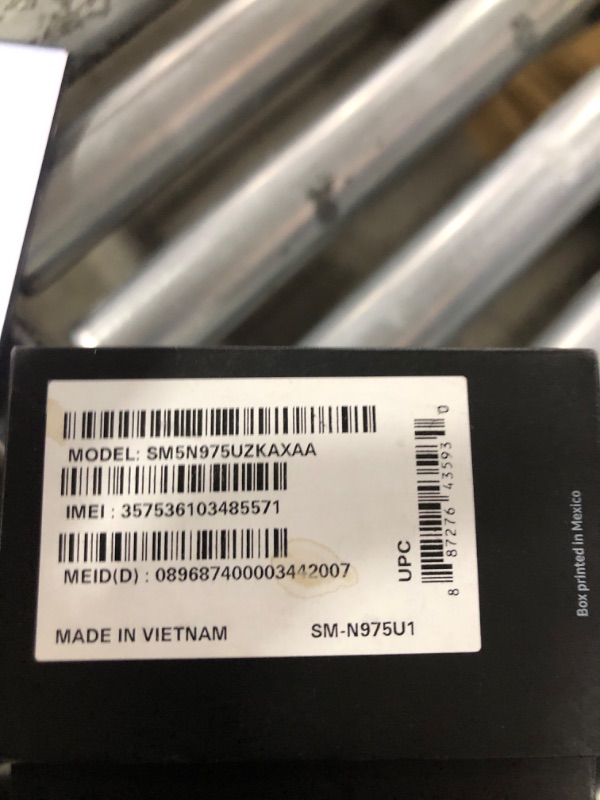 MODEL: SM5N975UZKAXAA
IMEI : 357536103485571
MEID(D) : 089687400003442007
MADE IN VIETNAM
SM-N975U1
UPC
8 87276 43593 0
Box printed in Mexico